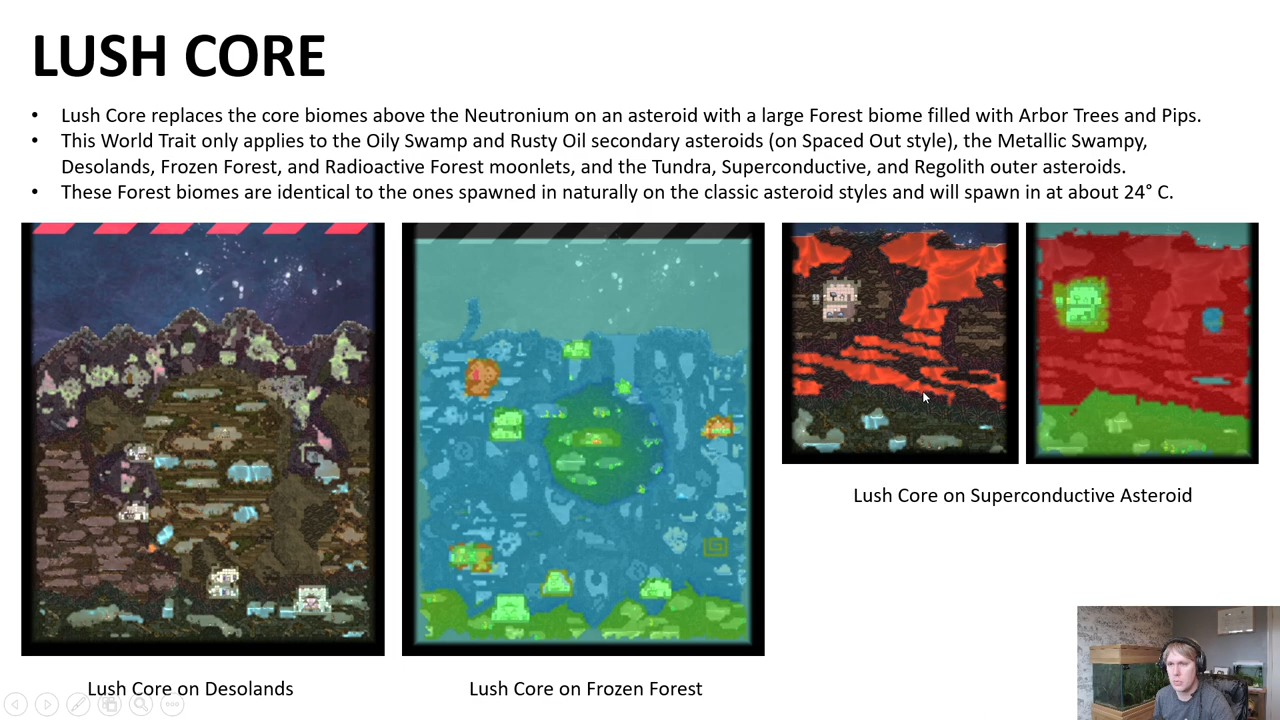 LUSH CORE
• Lush Core replaces the core biomes above the Neutronium on an asteroid with a large Forest biome filled with Arbor Trees and Pips.
• This World Trait only applies to the Oily Swamp and Rusty Oil secondary asteroids (on Spaced Out style), the Metallic Swampy,
Desolands, Frozen Forest, and Radioactive Forest moonlets, and the Tundra, Superconductive, and Regolith outer asteroids.
• These Forest biomes are identical to the ones spawned in naturally on the classic asteroid styles and will spawn in at about 24° C.
Lush Core on Superconductive Asteroid
Lush Core on Desolands
Lush Core on Frozen Forest